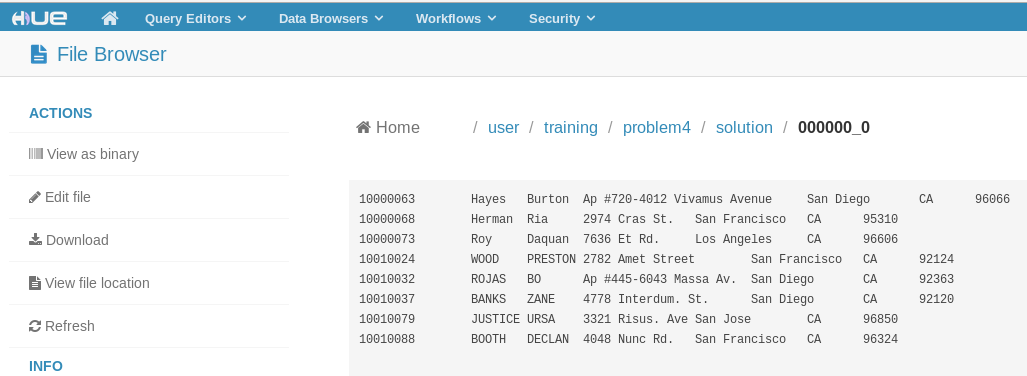 HUE Query Editors Data Browsers Workflows Security
File Browser
ACTIONS
View as binary
Edit file
Download
View file location
Refresh
INFO
Home / user / training / problem4 / solution / 000000_0
10000063 Hayes Burton Ap #720-4012 Vivamus Avenue San Diego CA 96066
10000068 Herman Ria 2974 Cras St. San Francisco CA 95310
10000073 Roy Daquan 7636 Et Rd. Los Angeles CA 96606
10010024 WOOD PRESTON 2782 Amet Street San Francisco CA 92124
10010032 ROJAS BO Ap #445-6043 Massa Av. San Diego CA 92363
10010037 BANKS ZANE 4778 Interdum. St. San Diego CA 92120
10010079 JUSTICE URSA 3321 Risus. Ave San Jose CA 96850
10010088 BOOTH DECLAN 4048 Nunc Rd. San Francisco CA 96324